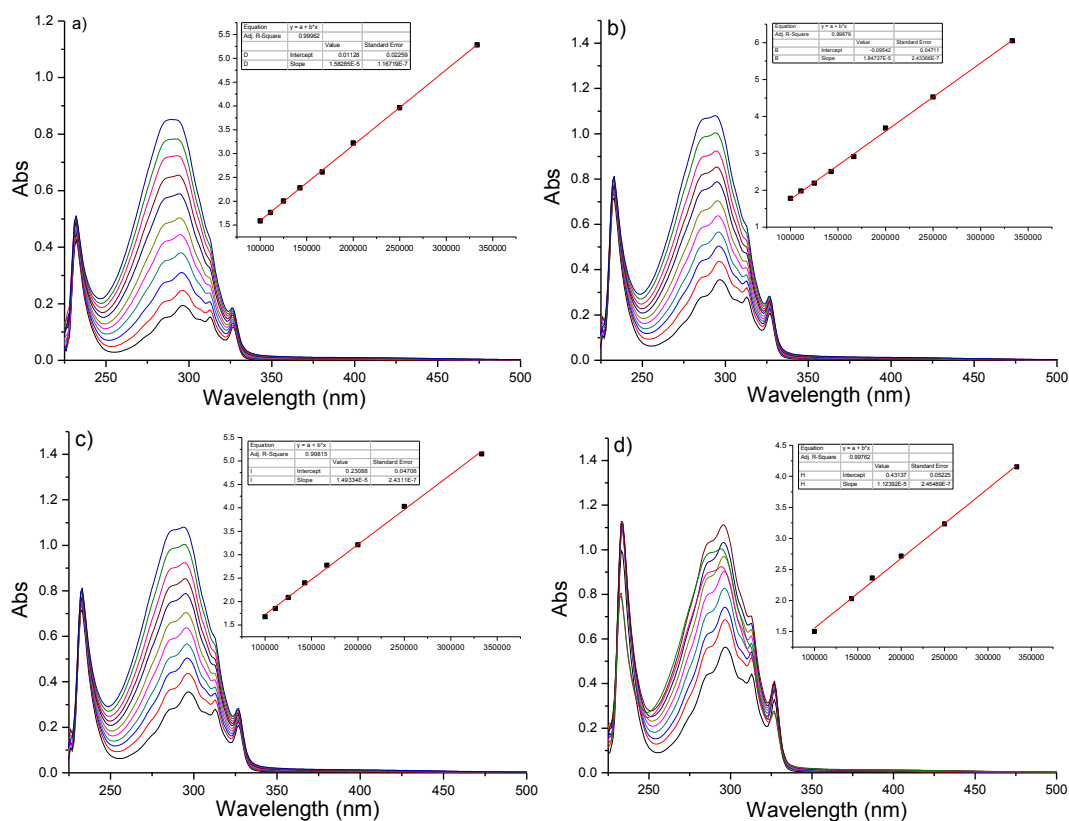 a)
Equation y = a + b*x
Adj. R-Square 0.99962
Value Standard Error
D Intercept 0.01128 0.02259
D Slope 1.58285E-5 1.16719E-7
5.5
5.0
4.5
4.0
3.5
3.0
2.5
2.0
1.5
100000 150000 200000 250000 300000 350000
1.2
1.0
0.8
0.6
0.4
0.2
0.0
Abs
250 300 350 400 450 500
Wavelength (nm)
b)
Equation y = a + b*x
Adj. R-Square 0.99879
Value Standard Error
B Intercept -0.09542 0.04711
B Slope 1.84737E-5 2.43366E-7
6
5
4
3
2
1
100000 150000 200000 250000 300000 350000
1.4
1.2
1.0
0.8
0.6
0.4
0.2
0.0
Abs
250 300 350 400 450 500
Wavelength (nm)
c)
Equation y = a + b*x
Adj. R-Square 0.99815
Value Standard Error
I Intercept 0.23088 0.04706
I Slope 1.49334E-5 2.4311E-7
5.5
5.0
4.5
4.0
3.5
3.0
2.5
2.0
1.5
100000 150000 200000 250000 300000 350000
1.4
1.2
1.0
0.8
0.6
0.4
0.2
0.0
Abs
250 300 350 400 450 500
Wavelength (nm)
d)
Equation y = a + b*x
Adj. R-Square 0.99762
Value Standard Error
H Intercept 0.43137 0.05225
H Slope 1.12392E-5 2.45489E-7
4.5
4.0
3.5
3.0
2.5
2.0
1.5
100000 150000 200000 250000 300000 350000
1.4
1.2
1.0
0.8
0.6
0.4
0.2
0.0
Abs
250 300 350 400 450 500
Wavelength (nm)